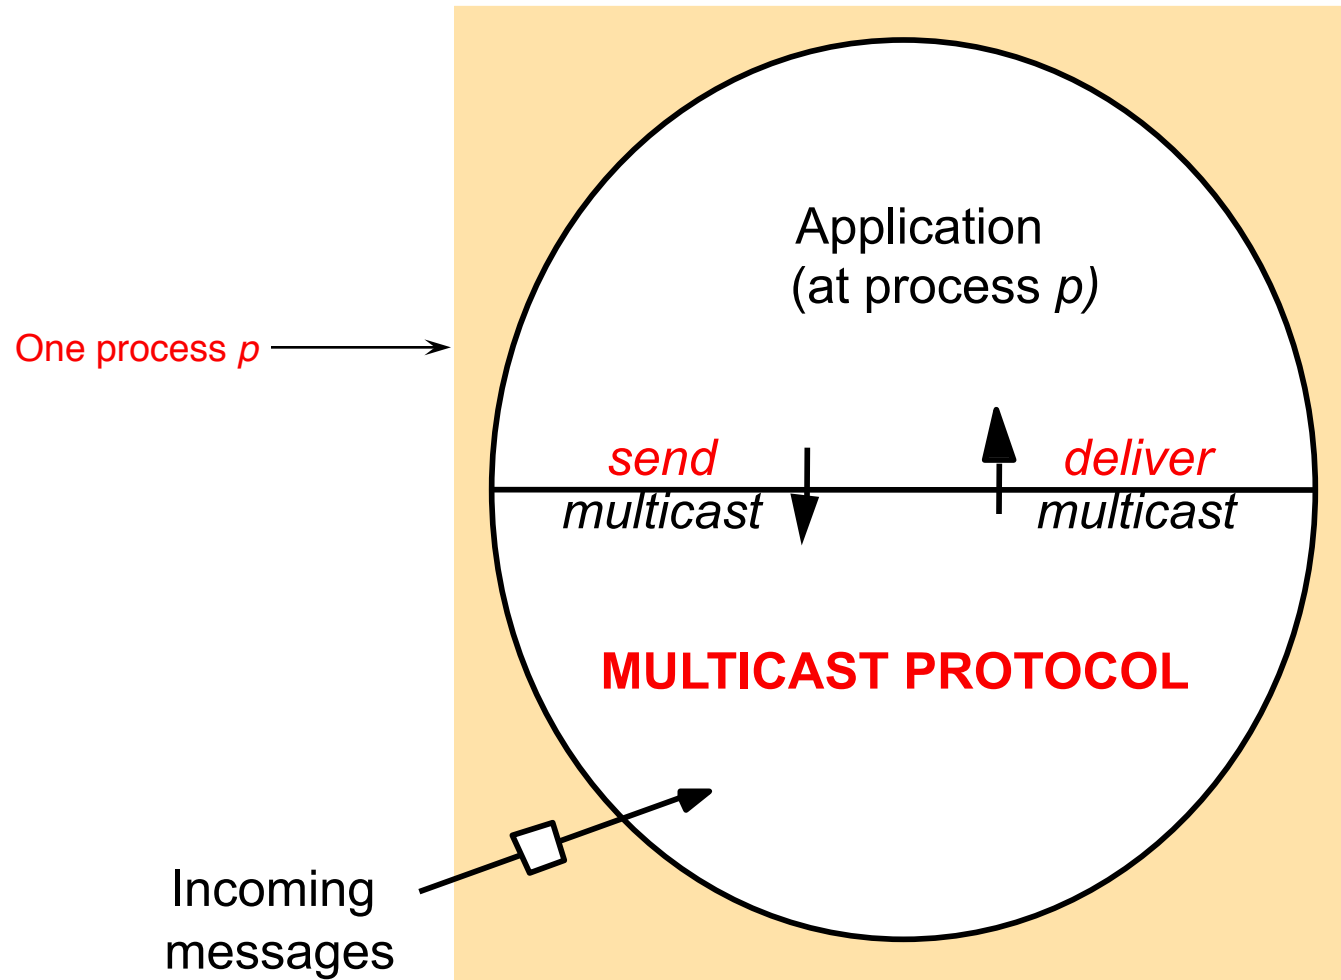 Application
(at process p)
One process p
send
multicast
deliver
multicast
MULTICAST PROTOCOL
Incoming
messages